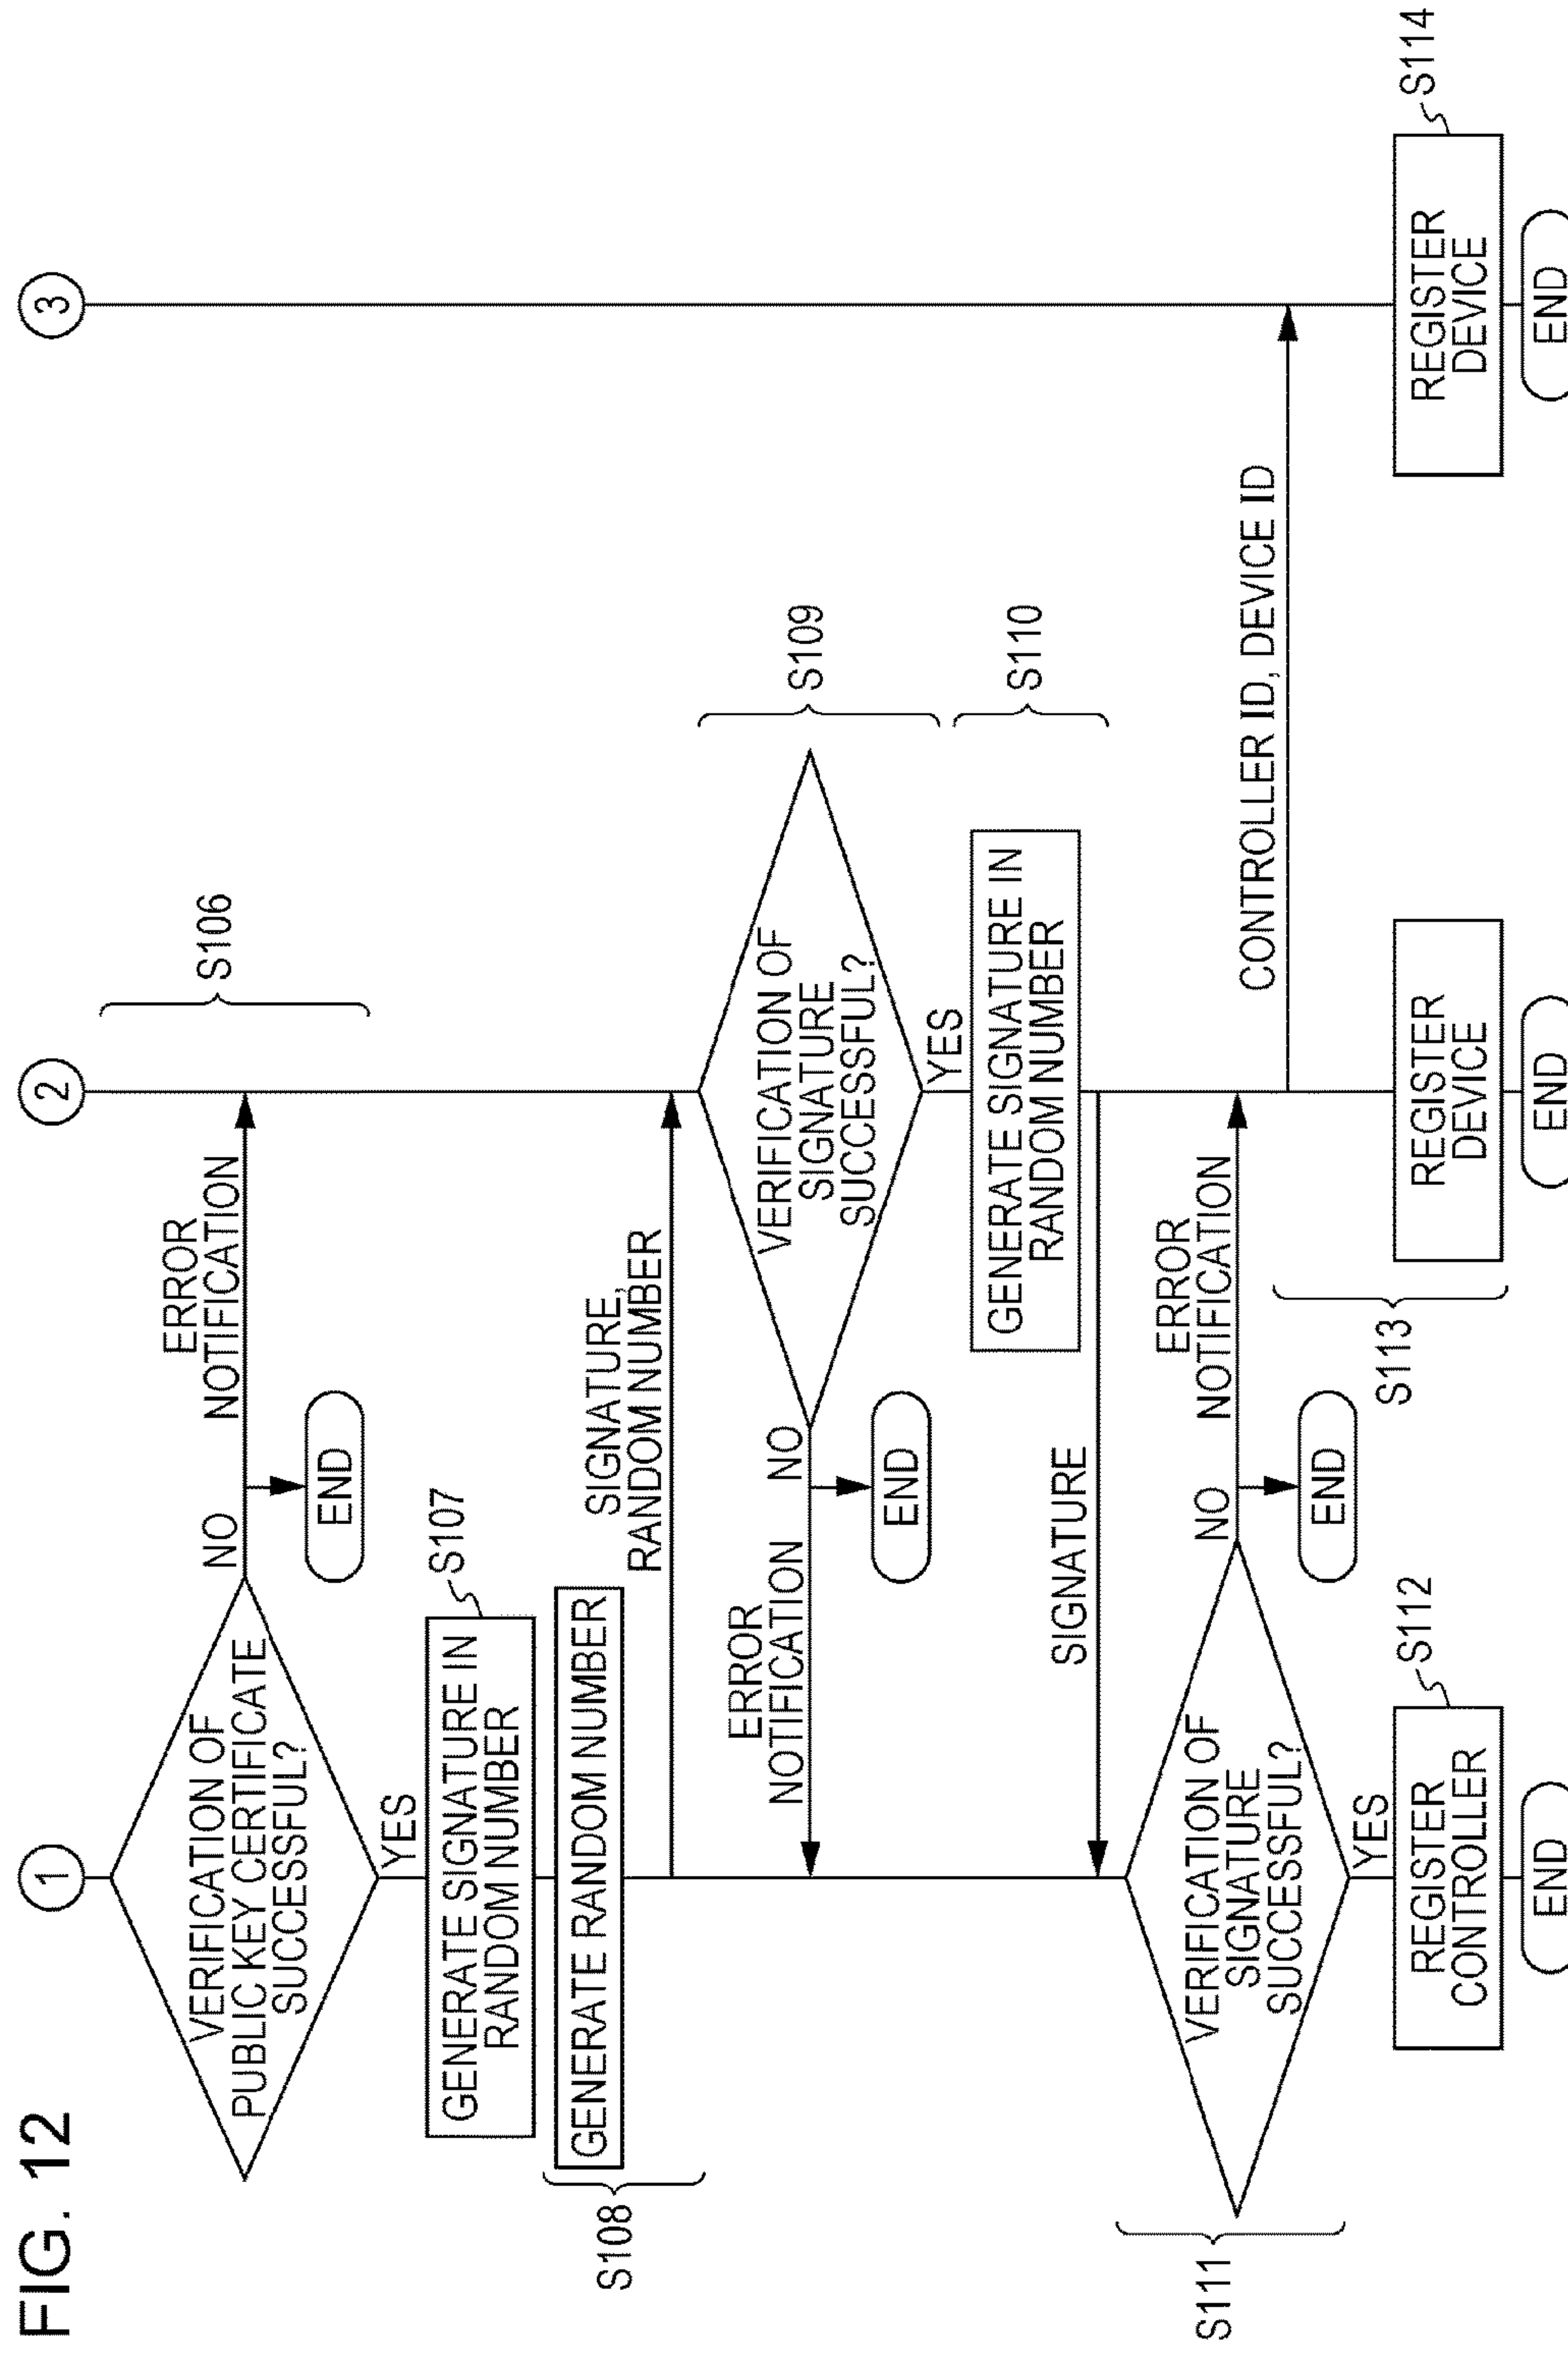 FIG. 12
1
2
3
VERIFICATION OF
PUBLIC KEY CERTIFICATE
SUCCESSFUL?
NO
ERROR
NOTIFICATION
S106
END
YES
GENERATE SIGNATURE IN
RANDOM NUMBER
S107
GENERATE RANDOM NUMBER
S108
SIGNATURE,
RANDOM NUMBER
VERIFICATION OF
SIGNATURE
SUCCESSFUL?
S109
NO
ERROR
NOTIFICATION
END
YES
GENERATE SIGNATURE IN
RANDOM NUMBER
S110
SIGNATURE
VERIFICATION OF
SIGNATURE
SUCCESSFUL?
S111
NO
ERROR
NOTIFICATION
END
YES
CONTROLLER ID, DEVICE ID
REGISTER
CONTROLLER
S112
END
S113
REGISTER
DEVICE
END
REGISTER
DEVICE
S114
END